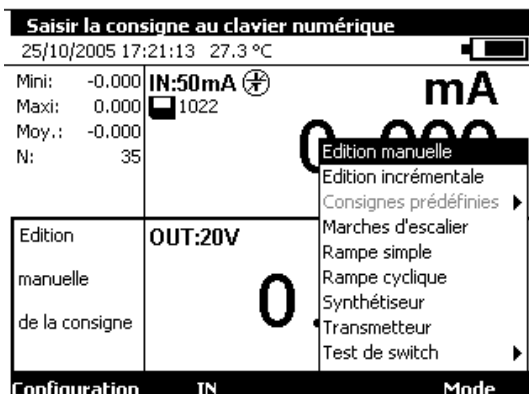 Saisir la consigne au clavier numérique
25/10/2005 17:21:13 27.3 °C
Mini: -0.000
Maxi: 0.000
Moy.: -0.000
N: 35
IN:50mA
1022
mA
Edition manuelle
Edition incrémentale
Consignes prédéfinies
Marches d'escalier
Rampe simple
Rampe cyclique
Synthétiseur
Transmetteur
Test de switch
Edition
manuelle
de la consigne
OUT:20V
0.
Configuration IN Mode